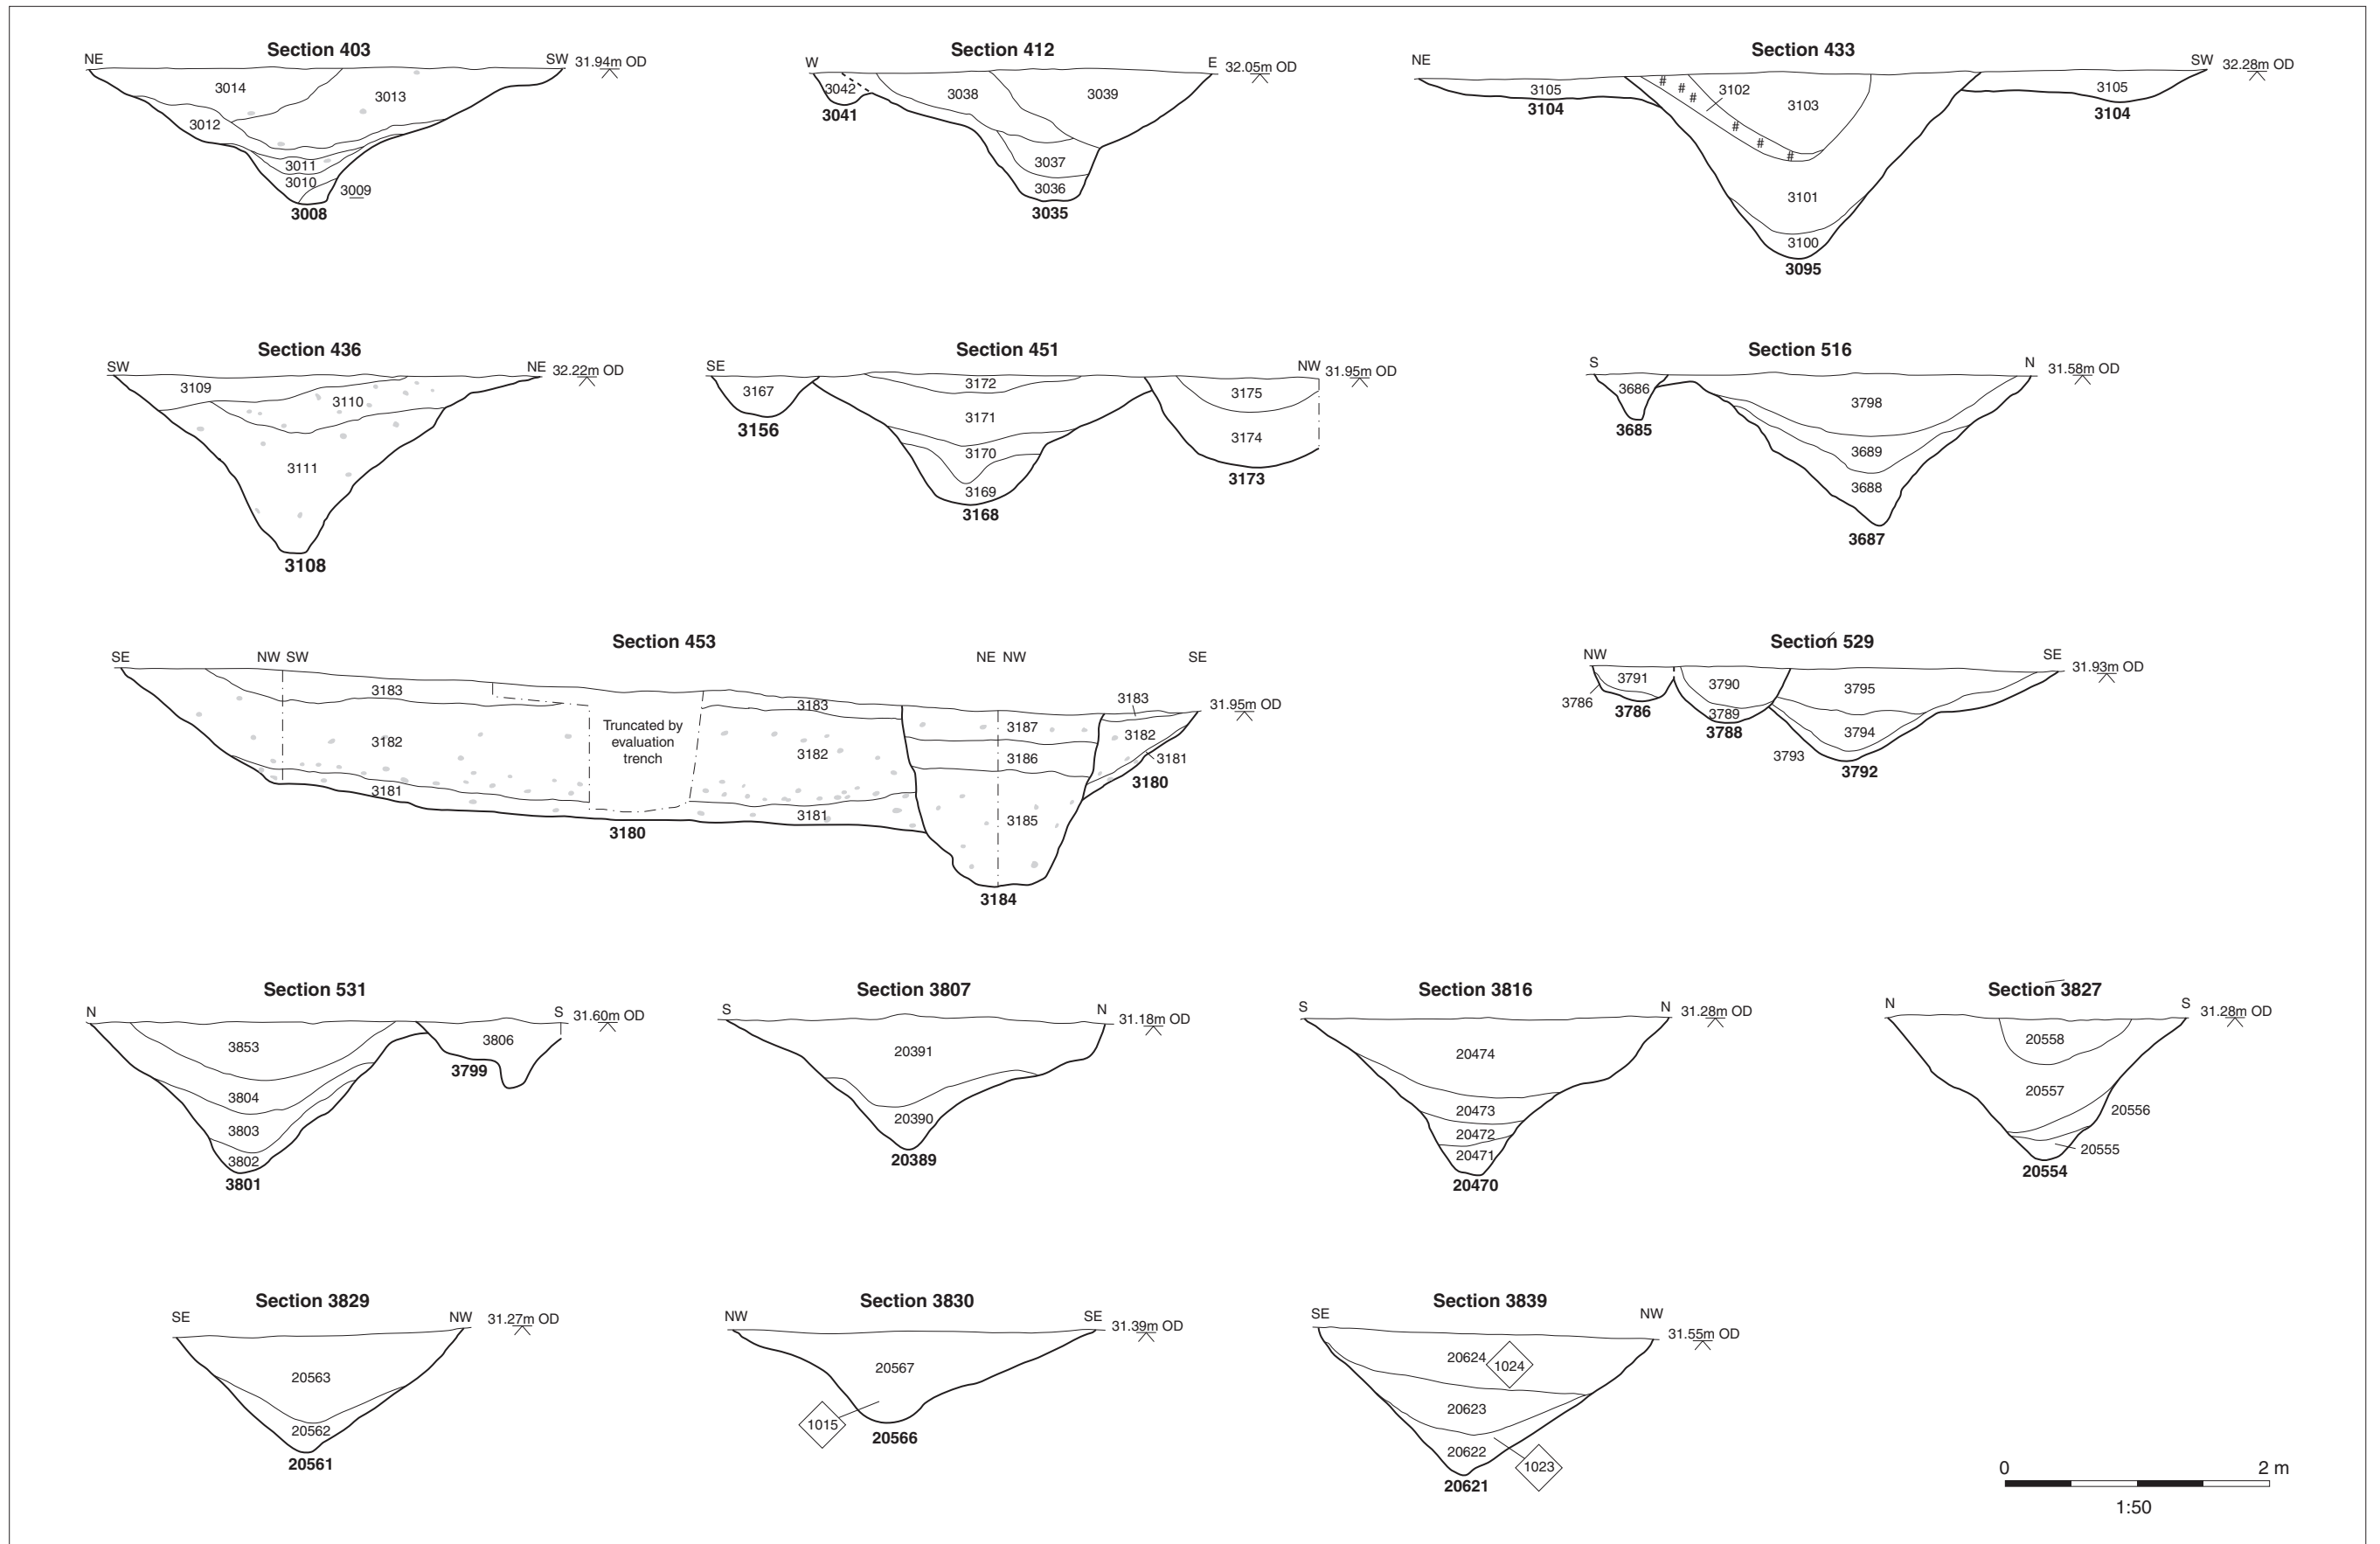 Section 403
NE
SW
31.94m OD
3014
3013
3012
3011
3010
3009
3008
Section 412
W
E
32.05m OD
3042
3038
3039
3041
3037
3036
3035
Section 433
NE
SW
32.28m OD
3105
# # # # # #
3102
3103
3105
3104
3104
3101
3100
3095
Section 436
SW
NE
32.22m OD
3109
3110
3111
3108
Section 451
SE
NW
31.95m OD
3167
3172
3175
3171
3156
3174
3170
3173
3169
3168
Section 516
S
N
31.58m OD
3686
3798
3685
3689
3688
3687
Section 453
SE
NW SW
NE NW
SE
31.95m OD
3183
3183
3183
3182
Truncated by
evaluation
trench
3182
3187
3182
3186
3181
3180
3181
3181
3185
3180
3184
Section 529
NW
SE
31.93m OD
3791
3790
3795
3786
3786
3789
3788
3794
3793
3792
Section 531
N
S
31.60m OD
3853
3806
3799
3804
3803
3802
3801
Section 3807
S
N
31.18m OD
20391
20390
20389
Section 3816
S
N
31.28m OD
20474
20473
20472
20471
20470
Section 3827
N
S
31.28m OD
20558
20557
20556
20555
20554
Section 3829
SE
NW
31.27m OD
20563
20562
20561
Section 3830
NW
SE
31.39m OD
20567
1015
20566
Section 3839
SE
NW
31.55m OD
20624
1024
20623
20622
1023
20621
0
2 m
1:50